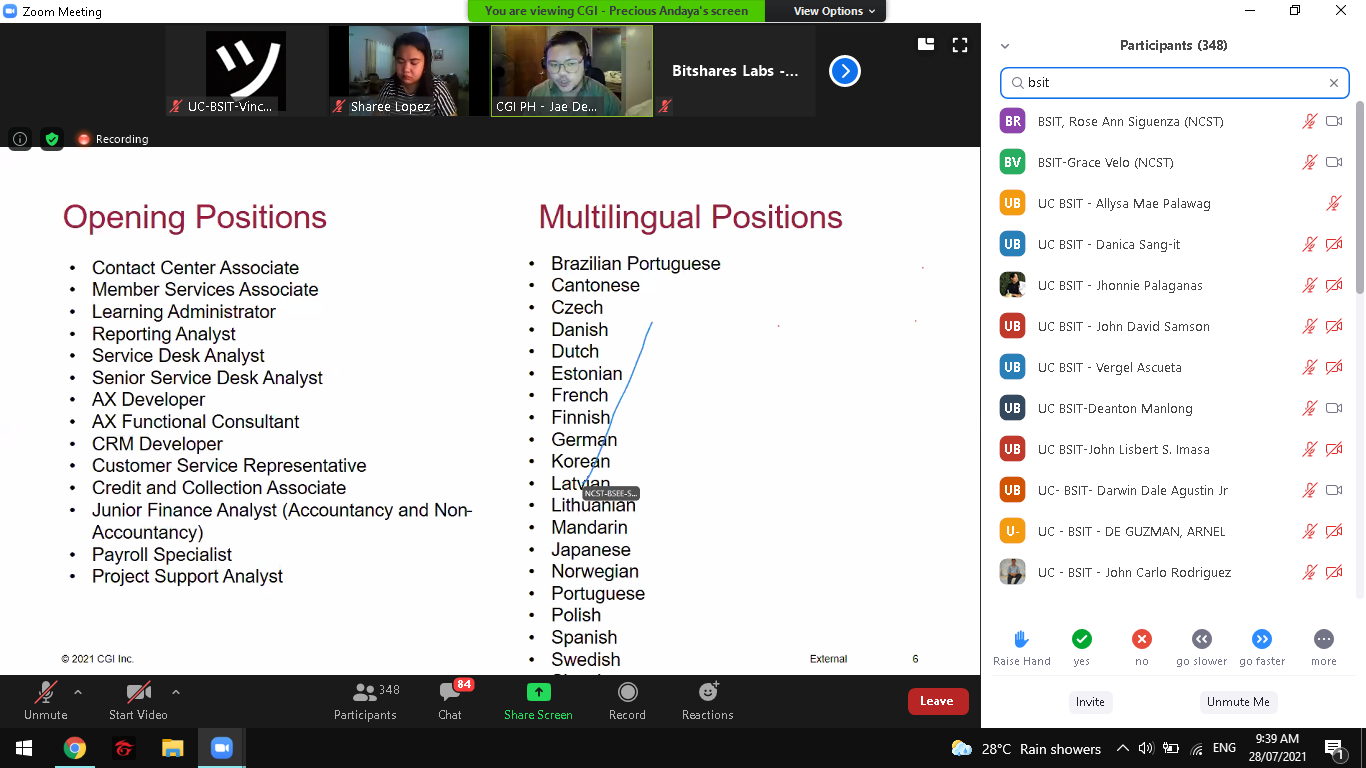 Zoom Meeting
You are viewing CGI - Precious Andaya's screen
View Options
ツ
UC-BSIT-Vinc...
Sharee Lopez
CGI PH - Jae De...
Bitshares Labs -...
Recording
Opening Positions
• Contact Center Associate
• Member Services Associate
• Learning Administrator
• Reporting Analyst
• Service Desk Analyst
• Senior Service Desk Analyst
• AX Developer
• AX Functional Consultant
• CRM Developer
• Customer Service Representative
• Credit and Collection Associate
• Junior Finance Analyst (Accountancy and Non-
Accountancy)
• Payroll Specialist
• Project Support Analyst
Multilingual Positions
• Brazilian Portuguese
• Cantonese
• Czech
• Danish
• Dutch
• Estonian
• French
• Finnish
• German
• Korean
• Latvian
NCST-BSEE-S...
• Lithuanian
• Mandarin
• Japanese
• Norwegian
• Portuguese
• Polish
• Spanish
• Swedish
© 2021 CGI Inc.
External
6
Participants (348)
bsit
BR BSIT, Rose Ann Siguenza (NCST)
BV BSIT-Grace Velo (NCST)
UB UC BSIT - Allysa Mae Palawag
UB UC BSIT - Danica Sang-it
UC BSIT - Jhonnie Palaganas
UB UC BSIT - John David Samson
UB UC BSIT - Vergel Ascueta
UB UC BSIT-Deanton Manlong
UB UC BSIT-John Lisbert S. Imasa
UB UC- BSIT- Darwin Dale Agustin Jr
U- UC - BSIT - DE GUZMAN, ARNEL
UC - BSIT - John Carlo Rodriguez
Raise Hand
yes
no
go slower
go faster
more
Invite
Unmute Me
Unmute
Start Video
348
Participants
84
Chat
Share Screen
Record
Reactions
Leave
28°C Rain showers
ENG
9:39 AM
28/07/2021
1